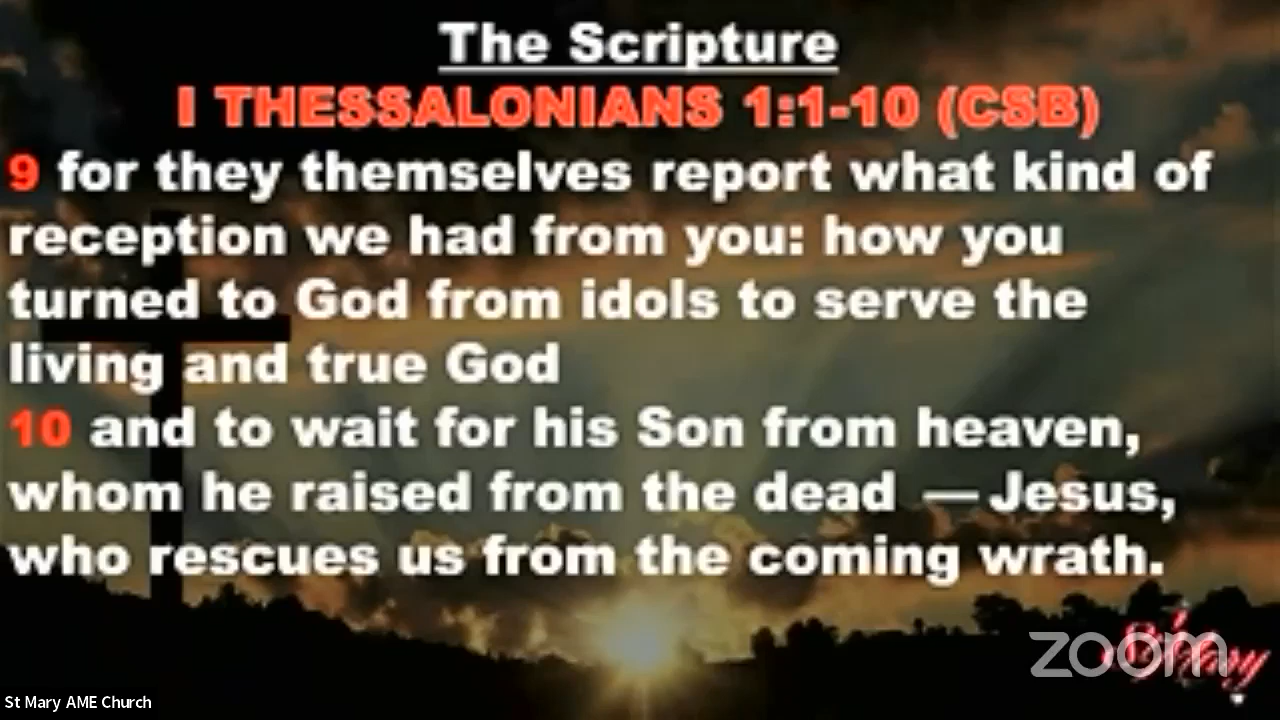 The Scripture
I THESSALONIANS 1:1-10 (CSB)
9 for they themselves report what kind of
reception we had from you: how you
turned to God from idols to serve the
living and true God
10 and to wait for his Son from heaven,
whom he raised from the dead — Jesus,
who rescues us from the coming wrath.
zoom
St Mary AME Church